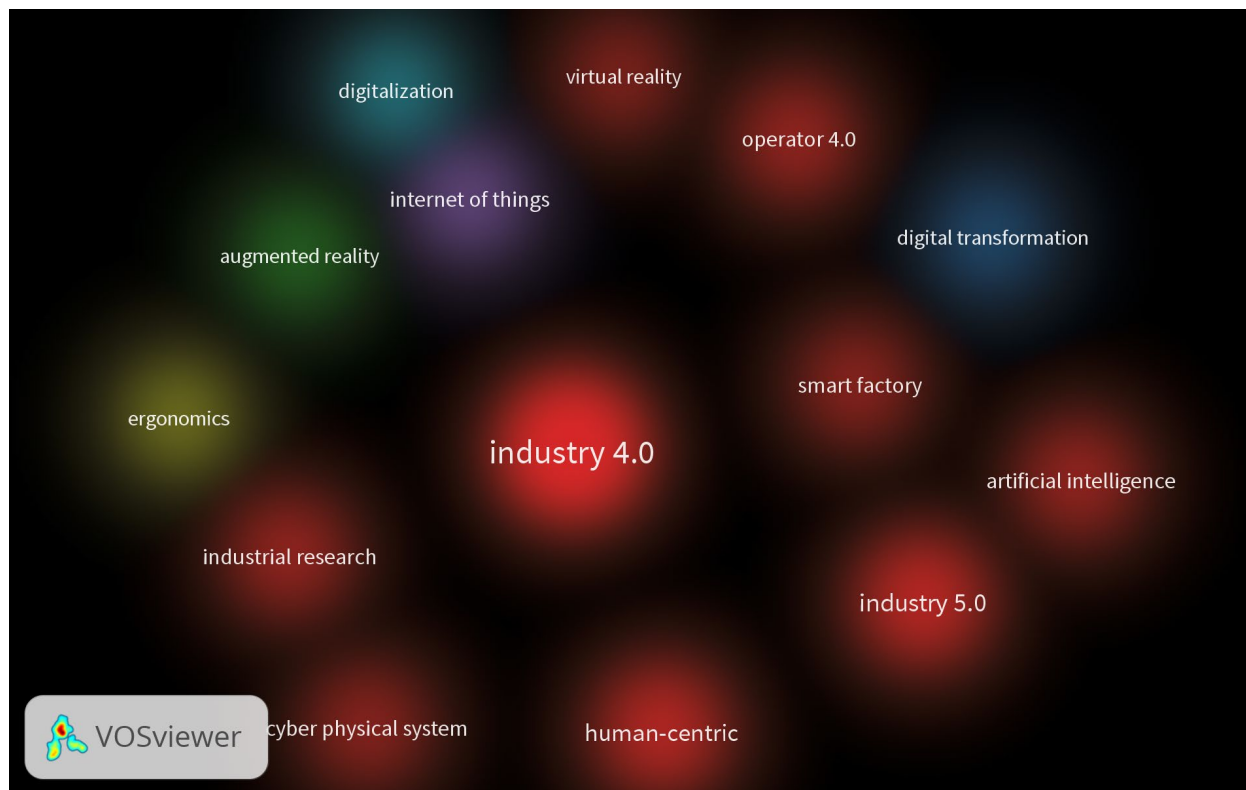 virtual reality
digitalization
operator 4.0
internet of things
digital transformation
augmented reality
smart factory
ergonomics
industry 4.0
artificial intelligence
industrial research
industry 5.0
cyber physical system
human-centric
VOSviewer